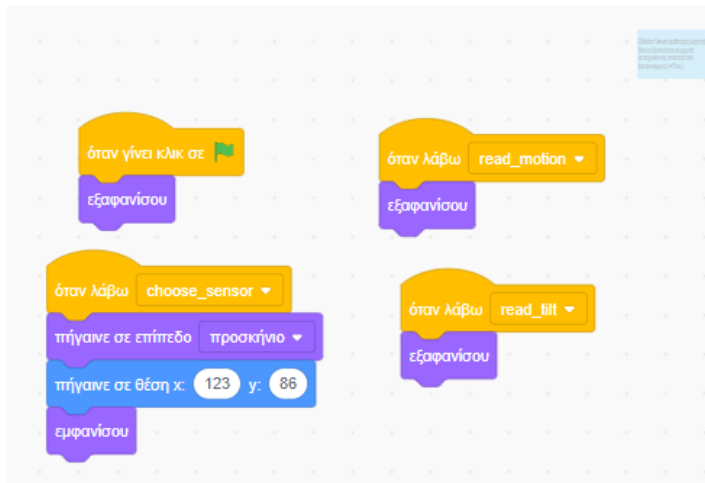 όταν γίνει κλικ σε
εξαφανίσου
όταν λάβω choose_sensor
πήγαινε σε επίπεδο προσκήνιο
πήγαινε σε θέση x: 123 y: 86
εμφανίσου
όταν λάβω read_motion
εξαφανίσου
όταν λάβω read_tilt
εξαφανίσου